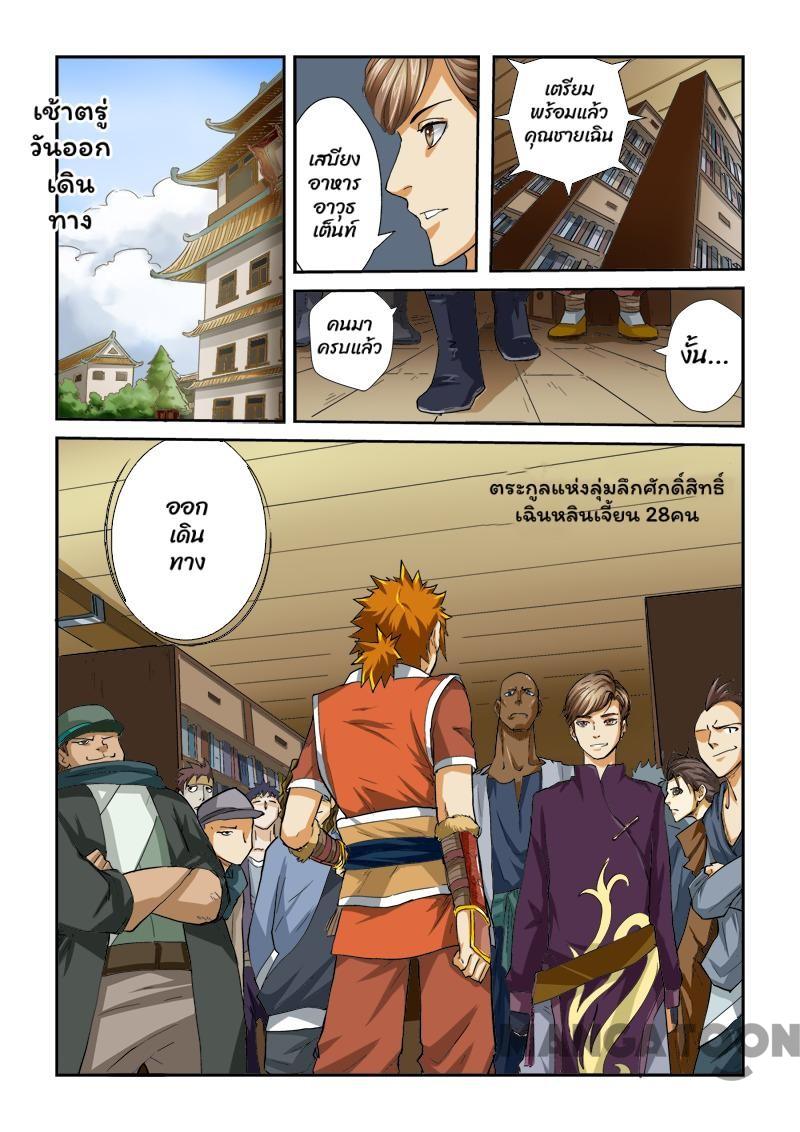 เช้าตรู่
วันออก
เดิน
ทาง
เสบียง
อาหาร
อาวุธ
เต็นท์
เตรียม
พร้อมแล้ว
คุณชายเฉิน
คนมา
ครบแล้ว
งั้น...
ออก
เดิน
ทาง
ตระกูลแห่งลุ่มลึกศักดิ์สิทธิ์
เฉินหลินเจี้ยน 28คน
MANGATOON